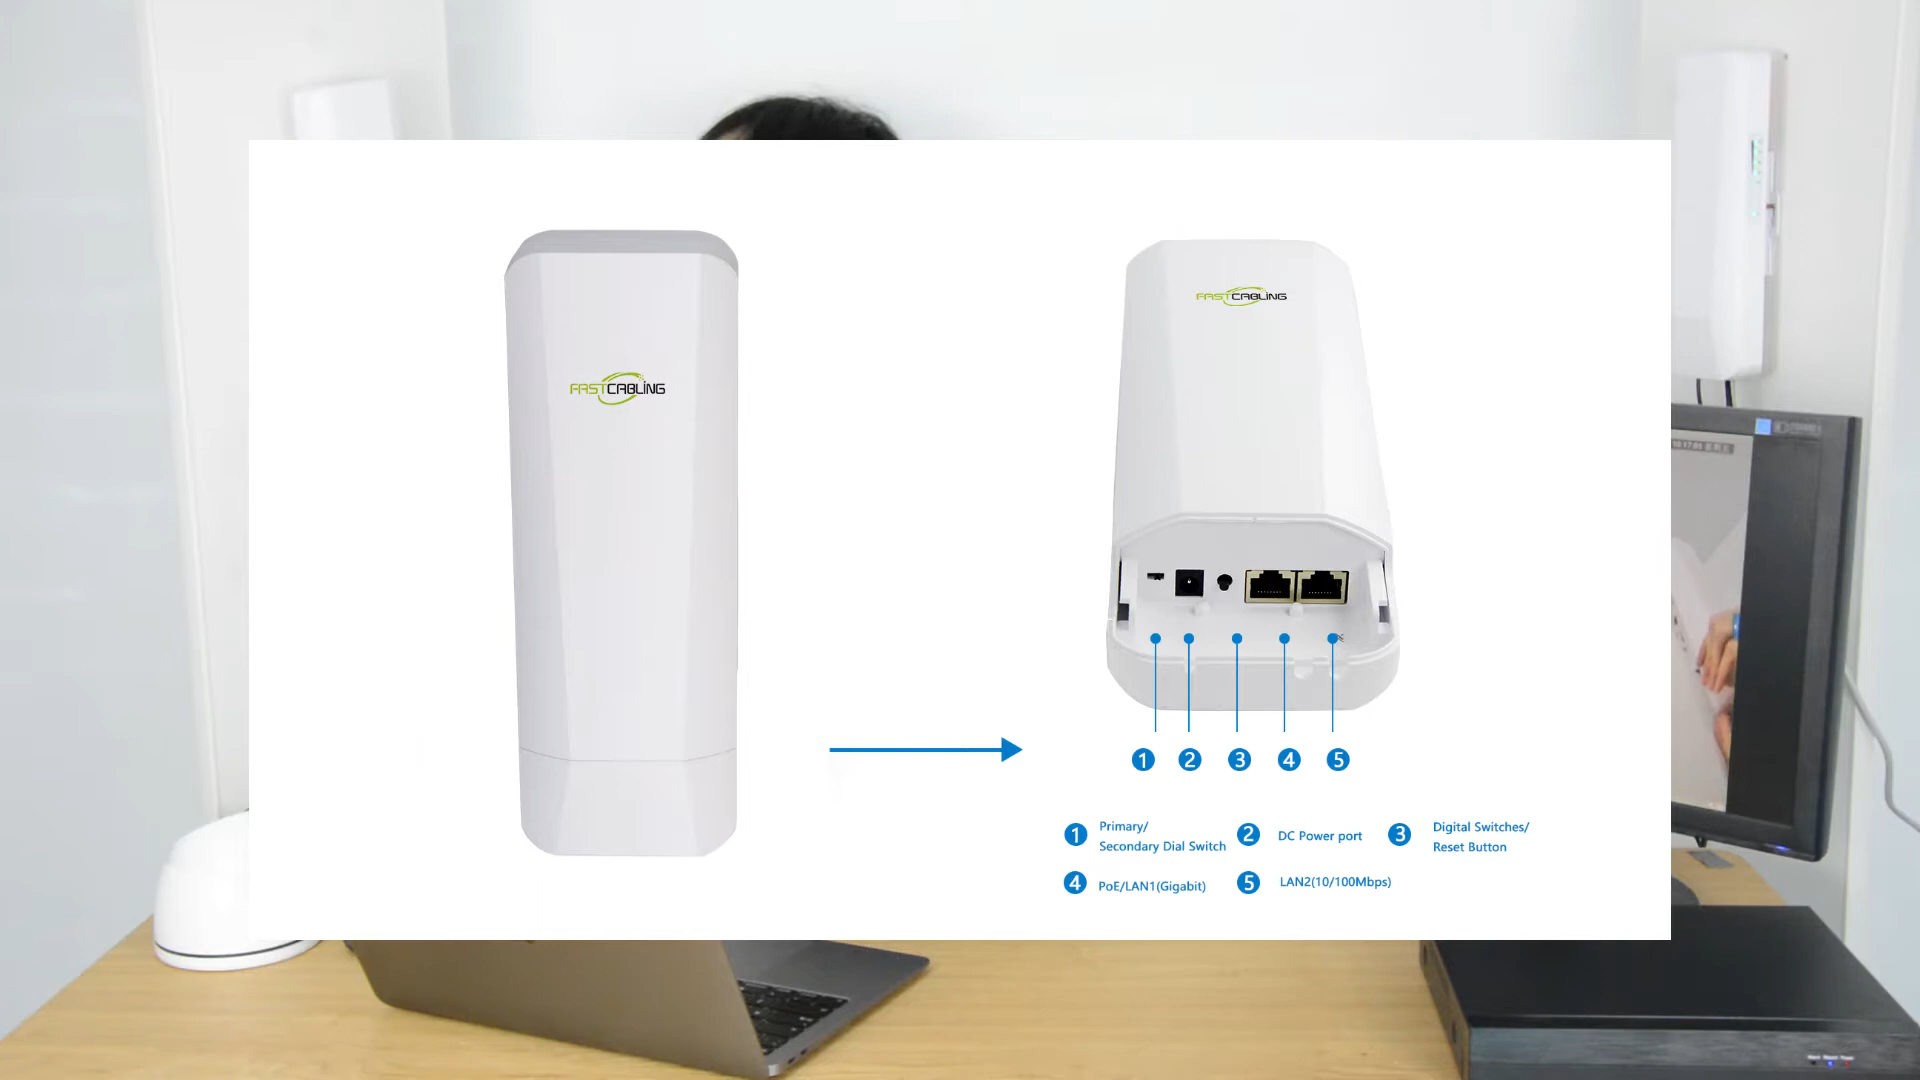 FASTCABLING
FASTCABLING
1
2
3
4
5
1 Primary/
Secondary Dial Switch
2 DC Power port
3 Digital Switches/
Reset Button
4 PoE/LAN1(Gigabit)
5 LAN2(10/100Mbps)